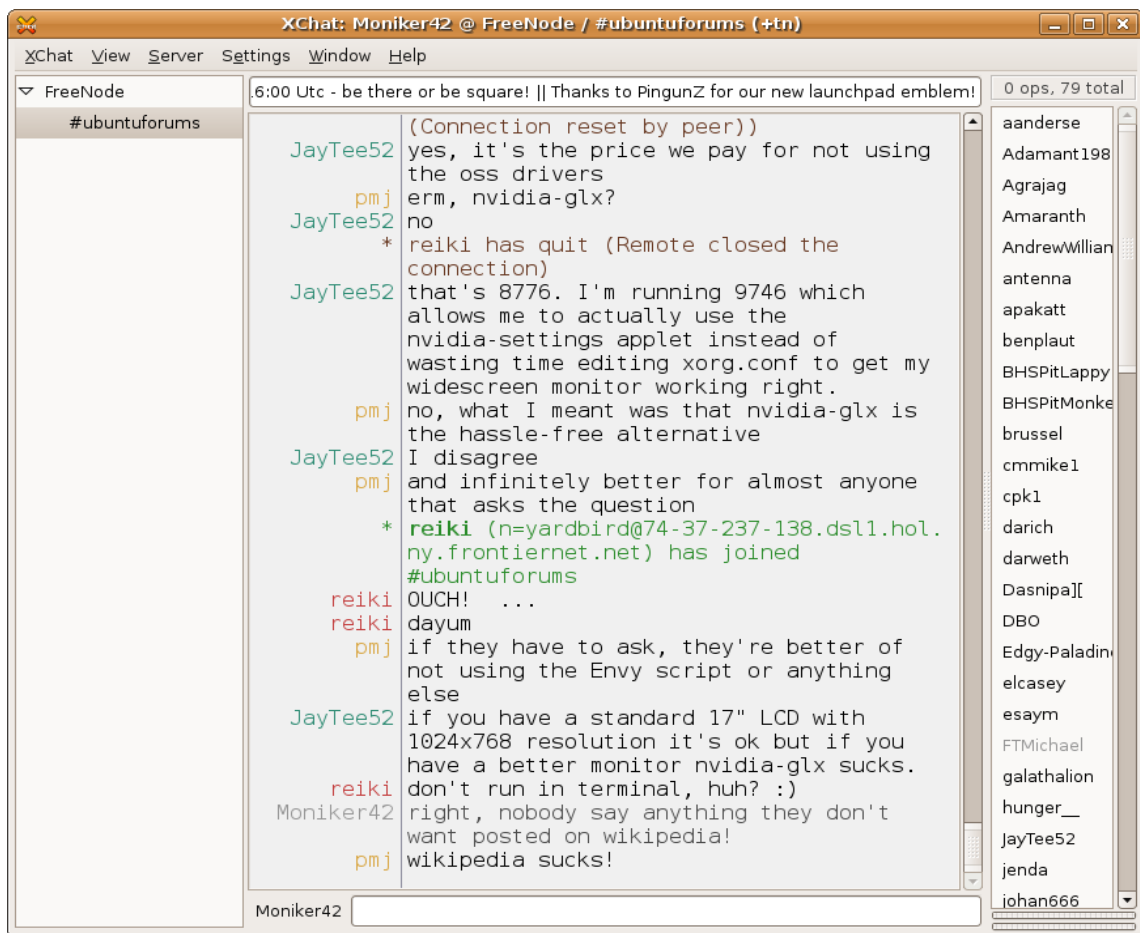 XChat: Moniker42 @ FreeNode / #ubuntuforums (+tn)
XChat View Server Settings Window Help
FreeNode
#ubuntuforums
.6:00 Utc - be there or be square! || Thanks to PingunZ for our new launchpad emblem!
0 ops, 79 total
(Connection reset by peer))
JayTee52 yes, it's the price we pay for not using
the oss drivers
pmj erm, nvidia-glx?
JayTee52 no
* reiki has quit (Remote closed the
connection)
JayTee52 that's 8776. I'm running 9746 which
allows me to actually use the
nvidia-settings applet instead of
wasting time editing xorg.conf to get my
widescreen monitor working right.
pmj no, what I meant was that nvidia-glx is
the hassle-free alternative
JayTee52 I disagree
pmj and infinitely better for almost anyone
that asks the question
* reiki (n=yardbird@74-37-237-138.dsl1.hol.
ny.frontiernet.net) has joined
#ubuntuforums
reiki OUCH!  ...
reiki dayum
pmj if they have to ask, they're better of
not using the Envy script or anything
else
JayTee52 if you have a standard 17" LCD with
1024x768 resolution it's ok but if you
have a better monitor nvidia-glx sucks.
reiki don't run in terminal, huh? :)
Moniker42 right, nobody say anything they don't
want posted on wikipedia!
pmj wikipedia sucks!
Moniker42
aanderse
Adamant198
Agrajag
Amaranth
AndrewWillian
antenna
apakatt
benplaut
BHSPitLappy
BHSPitMonke
brussel
cmmike1
cpk1
darich
darweth
Dasnipa][
DBO
Edgy-Paladin
elcasey
esaym
FTMichael
galathalion
hunger__
JayTee52
jenda
johan666